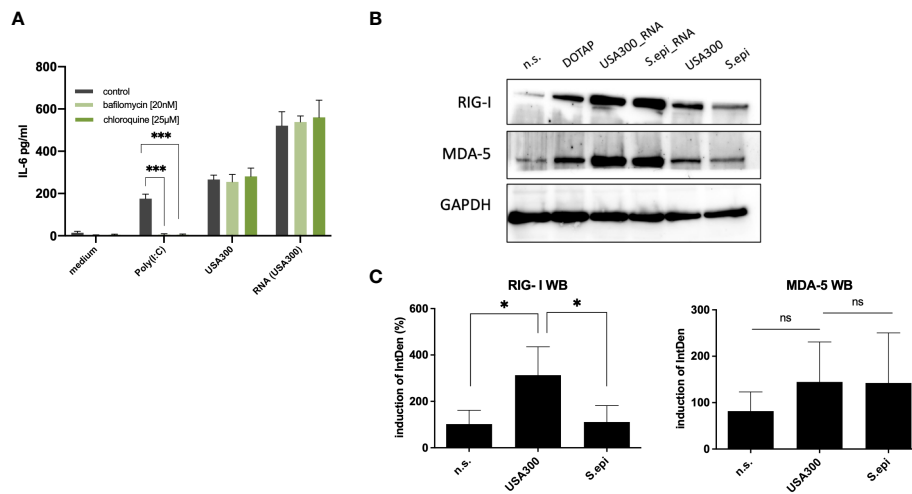 A
800
600
400
200
0
IL-6 pg/ml
control
bafilomycin [20nM]
chloroquine [25µM]
***
***
medium
Poly(I:C)
USA300
RNA (USA300)
B
n.s.
DOTAP
USA300_RNA
S.epi_RNA
USA300
S.epi
RIG-I
MDA-5
GAPDH
C
RIG- I WB
600
400
200
0
induction of IntDen (%)
*
*
n.s.
USA300
S.epi
MDA-5 WB
300
200
100
0
induction of IntDen (%)
ns
ns
n.s.
USA300
S.epi